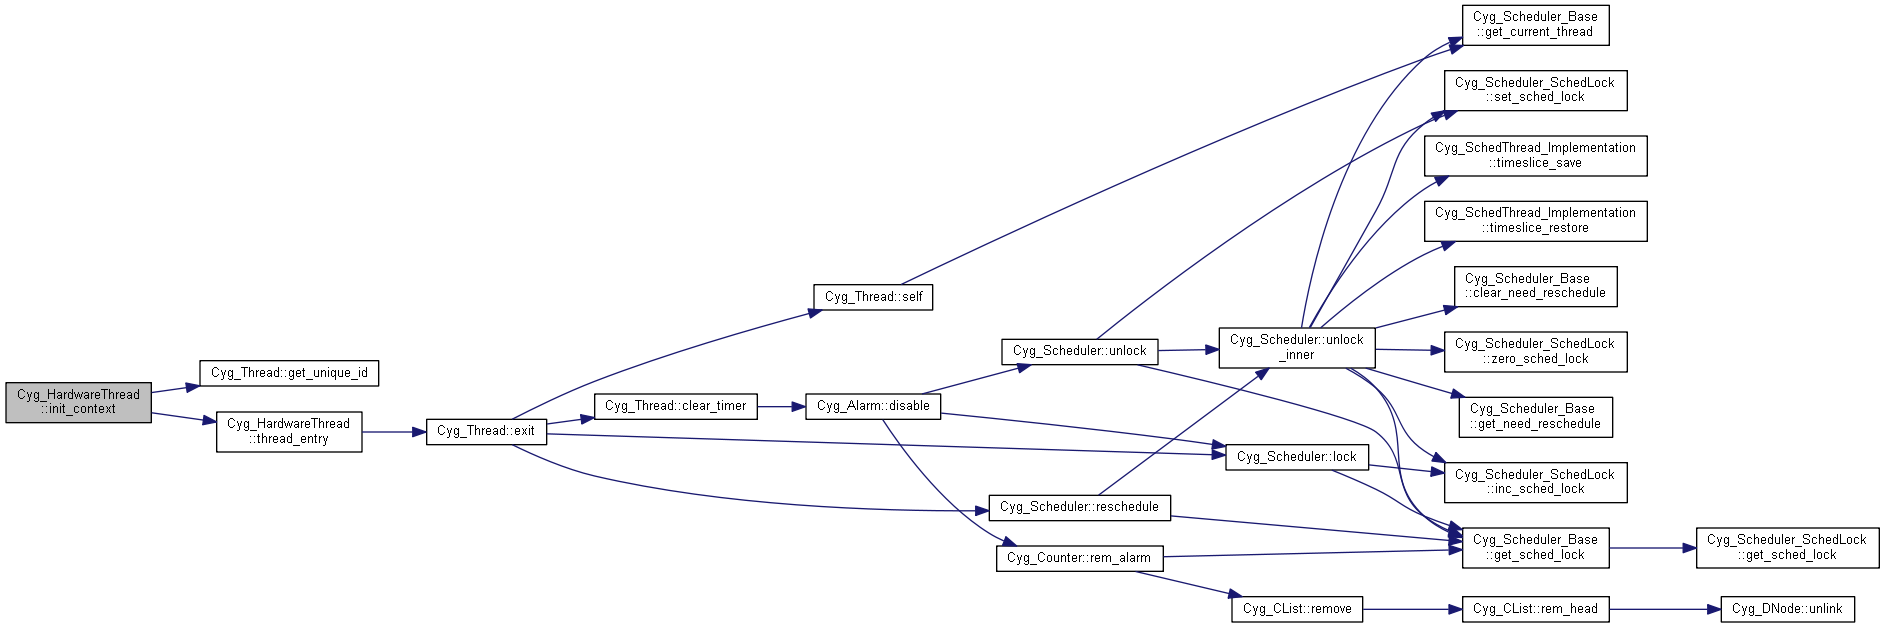 Cyg_HardwareThread
::init_context
Cyg_Thread::get_unique_id
Cyg_HardwareThread
::thread_entry
Cyg_Thread::exit
Cyg_Thread::self
Cyg_Thread::clear_timer
Cyg_Alarm::disable
Cyg_Scheduler::unlock
Cyg_Scheduler::reschedule
Cyg_Counter::rem_alarm
Cyg_Scheduler::unlock
_inner
Cyg_Scheduler::lock
Cyg_CList::remove
Cyg_Scheduler_Base
::get_current_thread
Cyg_Scheduler_SchedLock
::set_sched_lock
Cyg_SchedThread_Implementation
::timeslice_save
Cyg_SchedThread_Implementation
::timeslice_restore
Cyg_Scheduler_Base
::clear_need_reschedule
Cyg_Scheduler_SchedLock
::zero_sched_lock
Cyg_Scheduler_Base
::get_need_reschedule
Cyg_Scheduler_SchedLock
::inc_sched_lock
Cyg_Scheduler_Base
::get_sched_lock
Cyg_CList::rem_head
Cyg_Scheduler_SchedLock
::get_sched_lock
Cyg_DNode::unlink